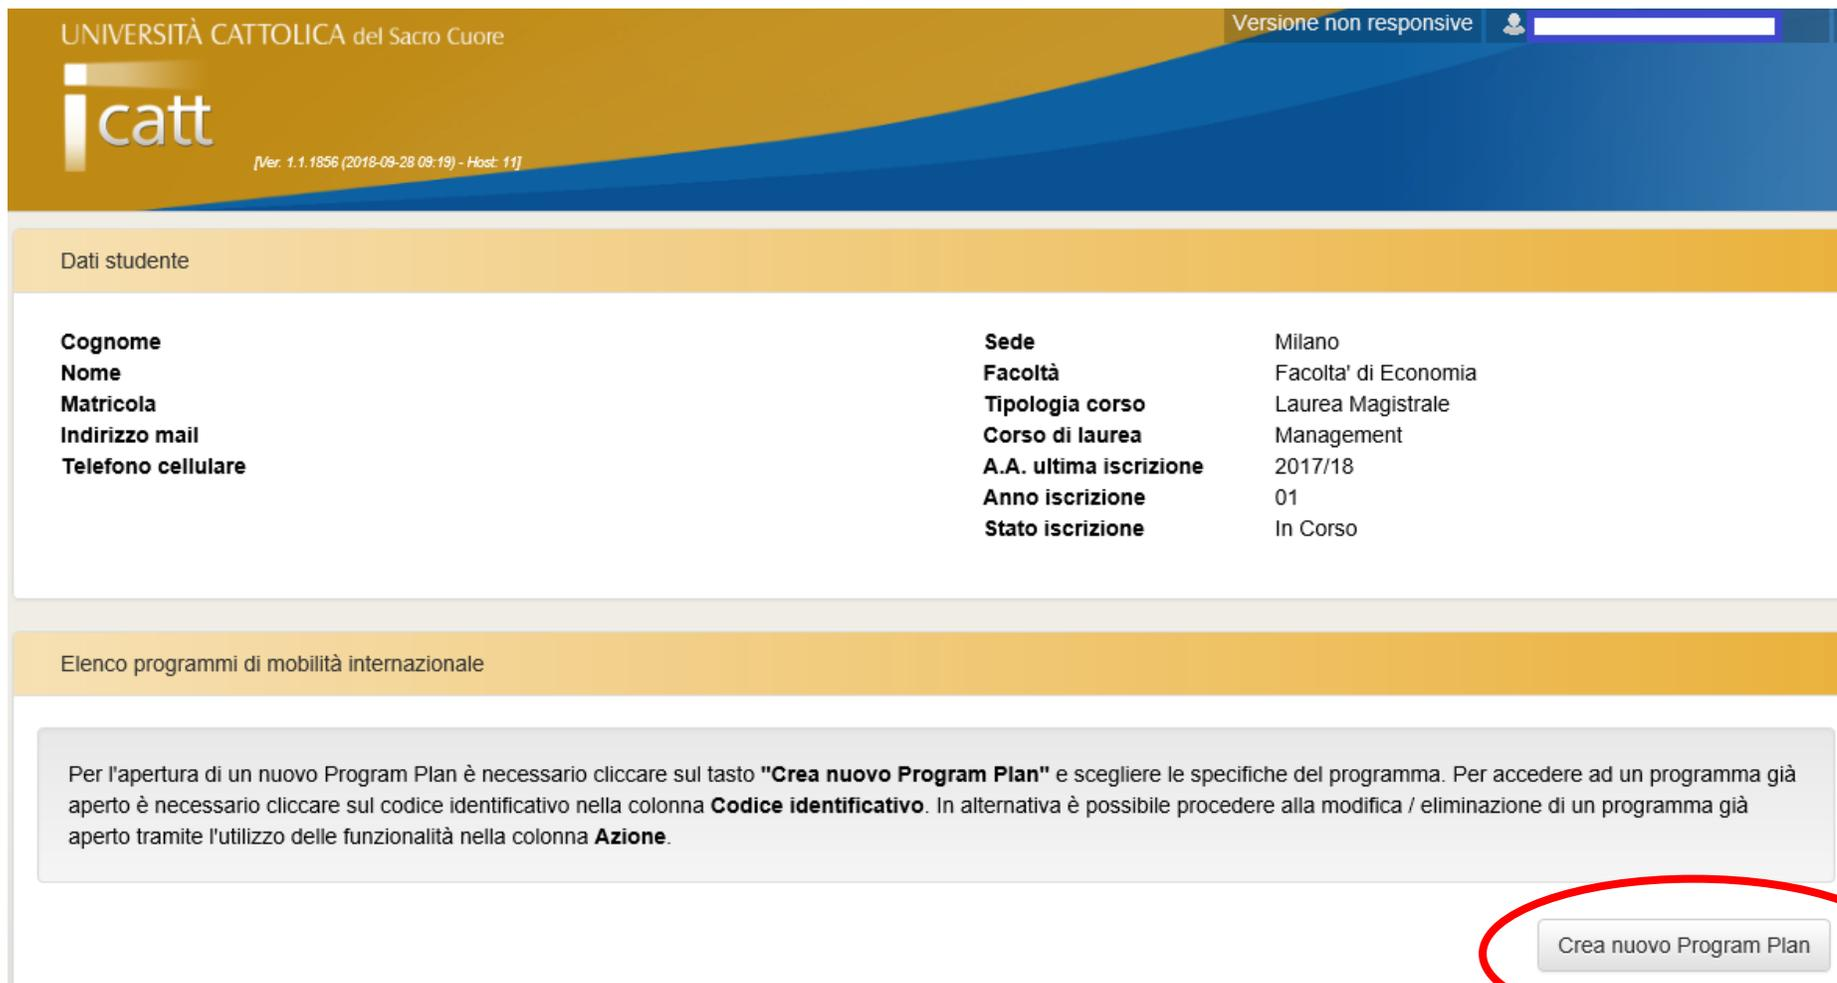 UNIVERSITÀ CATTOLICA del Sacro Cuore
Versione non responsive
icatt
[Ver. 1.1.1856 (2018-09-28 09:19) - Host: 11]
Dati studente
Cognome
Nome
Matricola
Indirizzo mail
Telefono cellulare
Sede Milano
Facoltà Facolta' di Economia
Tipologia corso Laurea Magistrale
Corso di laurea Management
A.A. ultima iscrizione 2017/18
Anno iscrizione 01
Stato iscrizione In Corso
Elenco programmi di mobilità internazionale
Per l'apertura di un nuovo Program Plan è necessario cliccare sul tasto "Crea nuovo Program Plan" e scegliere le specifiche del programma. Per accedere ad un programma già
aperto è necessario cliccare sul codice identificativo nella colonna Codice identificativo. In alternativa è possibile procedere alla modifica / eliminazione di un programma già
aperto tramite l'utilizzo delle funzionalità nella colonna Azione.
Crea nuovo Program Plan